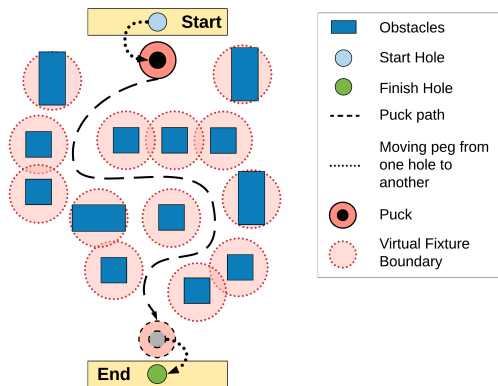 Start
End
Obstacles
Start Hole
Finish Hole
Puck path
Moving peg from
one hole to
another
Puck
Virtual Fixture
Boundary